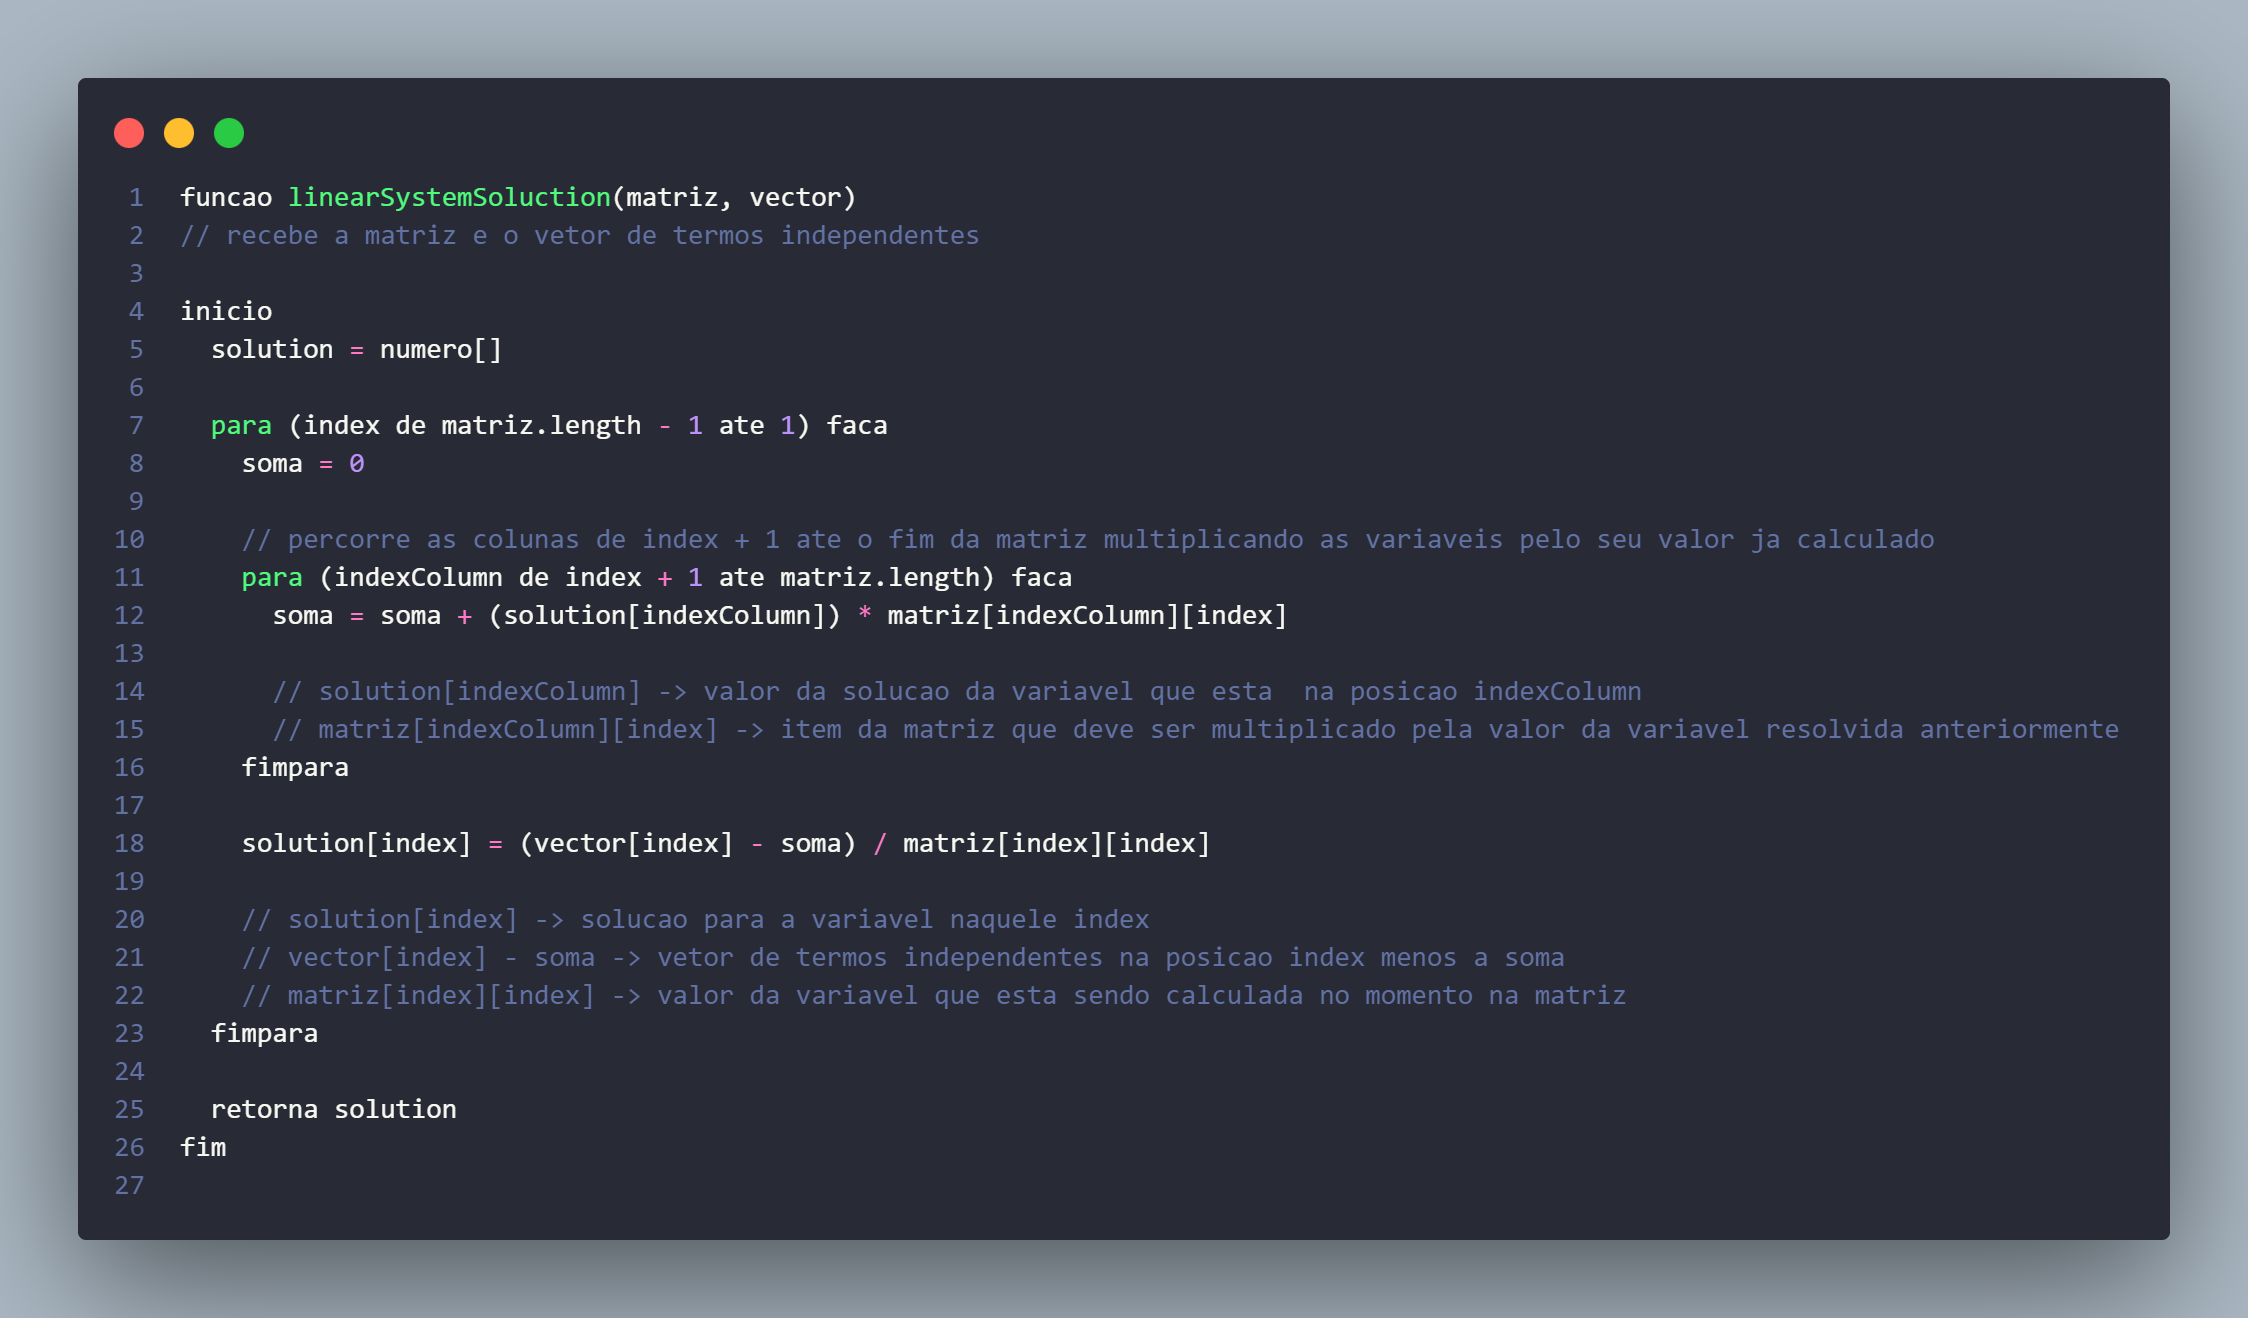 1 funcao linearSystemSoluction(matriz, vector)
2 // recebe a matriz e o vetor de termos independentes
3
4 inicio
5   solution = numero[]
6
7   para (index de matriz.length - 1 ate 1) faca
8     soma = 0
9
10     // percorre as colunas de index + 1 ate o fim da matriz multiplicando as variaveis pelo seu valor ja calculado
11     para (indexColumn de index + 1 ate matriz.length) faca
12       soma = soma + (solution[indexColumn]) * matriz[indexColumn][index]
13
14       // solution[indexColumn] -> valor da solucao da variavel que esta  na posicao indexColumn
15       // matriz[indexColumn][index] -> item da matriz que deve ser multiplicado pela valor da variavel resolvida anteriormente
16     fimpara
17
18     solution[index] = (vector[index] - soma) / matriz[index][index]
19
20     // solution[index] -> solucao para a variavel naquele index
21     // vector[index] - soma -> vetor de termos independentes na posicao index menos a soma
22     // matriz[index][index] -> valor da variavel que esta sendo calculada no momento na matriz
23   fimpara
24
25   retorna solution
26 fim
27